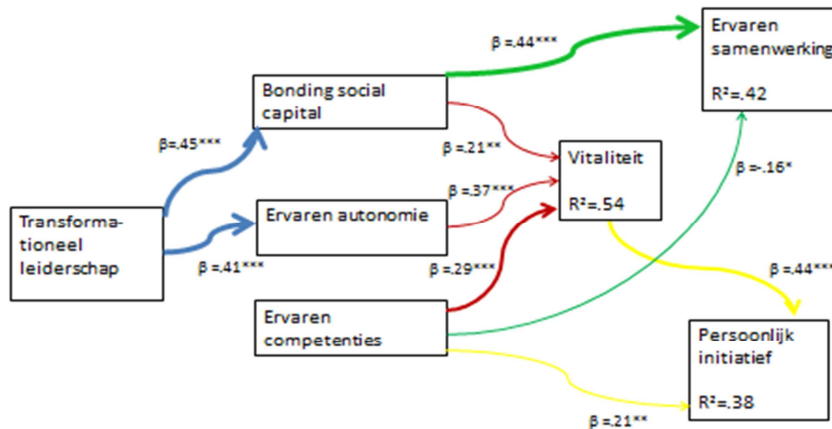 β =.44***
Ervaren
samenwerking
R²=.42
Bonding social
capital
β=.45***
β =.21**
Vitaliteit
R²=.54
β =-.16*
β =.37***
Transforma-
tioneel
leiderschap
Ervaren autonomie
β =.41***
β =.29***
β =.44***
Ervaren
competenties
Persoonlijk
initiatief
R²=.38
β =.21**